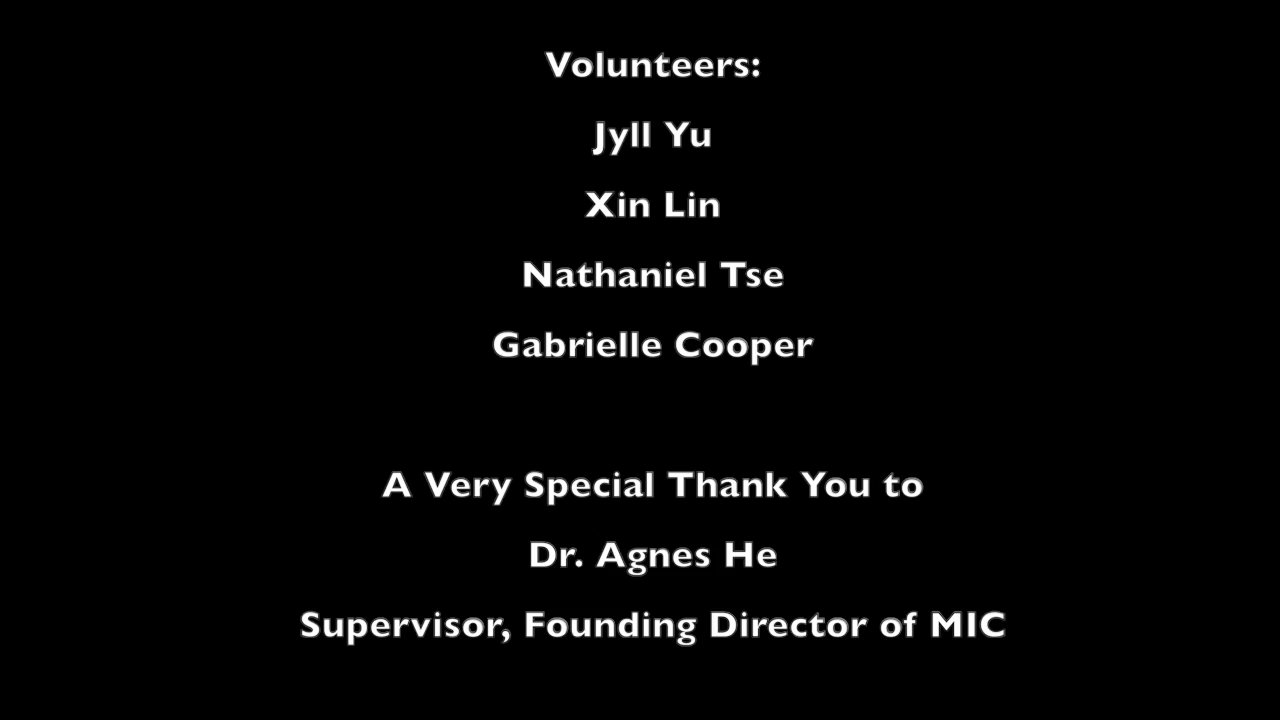 Volunteers:
Jyll Yu
Xin Lin
Nathaniel Tse
Gabrielle Cooper
A Very Special Thank You to
Dr. Agnes He
Supervisor, Founding Director of MIC